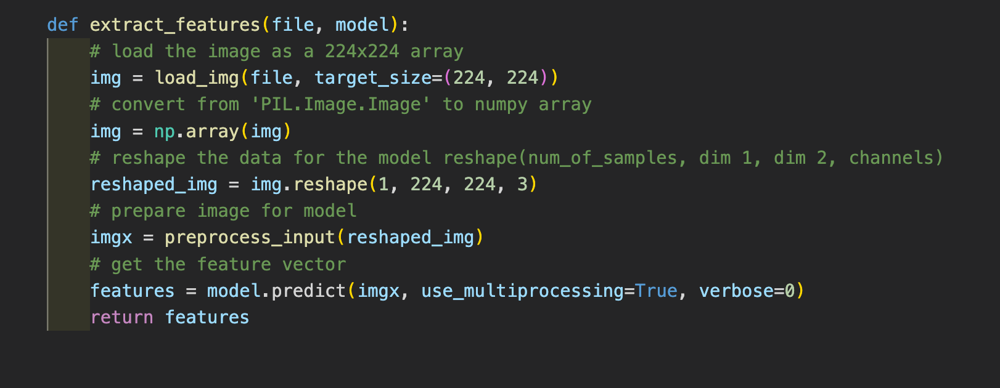 def extract_features(file, model):
    # load the image as a 224x224 array
    img = load_img(file, target_size=(224, 224))
    # convert from 'PIL.Image.Image' to numpy array
    img = np.array(img)
    # reshape the data for the model reshape(num_of_samples, dim 1, dim 2, channels)
    reshaped_img = img.reshape(1, 224, 224, 3)
    # prepare image for model
    imgx = preprocess_input(reshaped_img)
    # get the feature vector
    features = model.predict(imgx, use_multiprocessing=True, verbose=0)
    return features